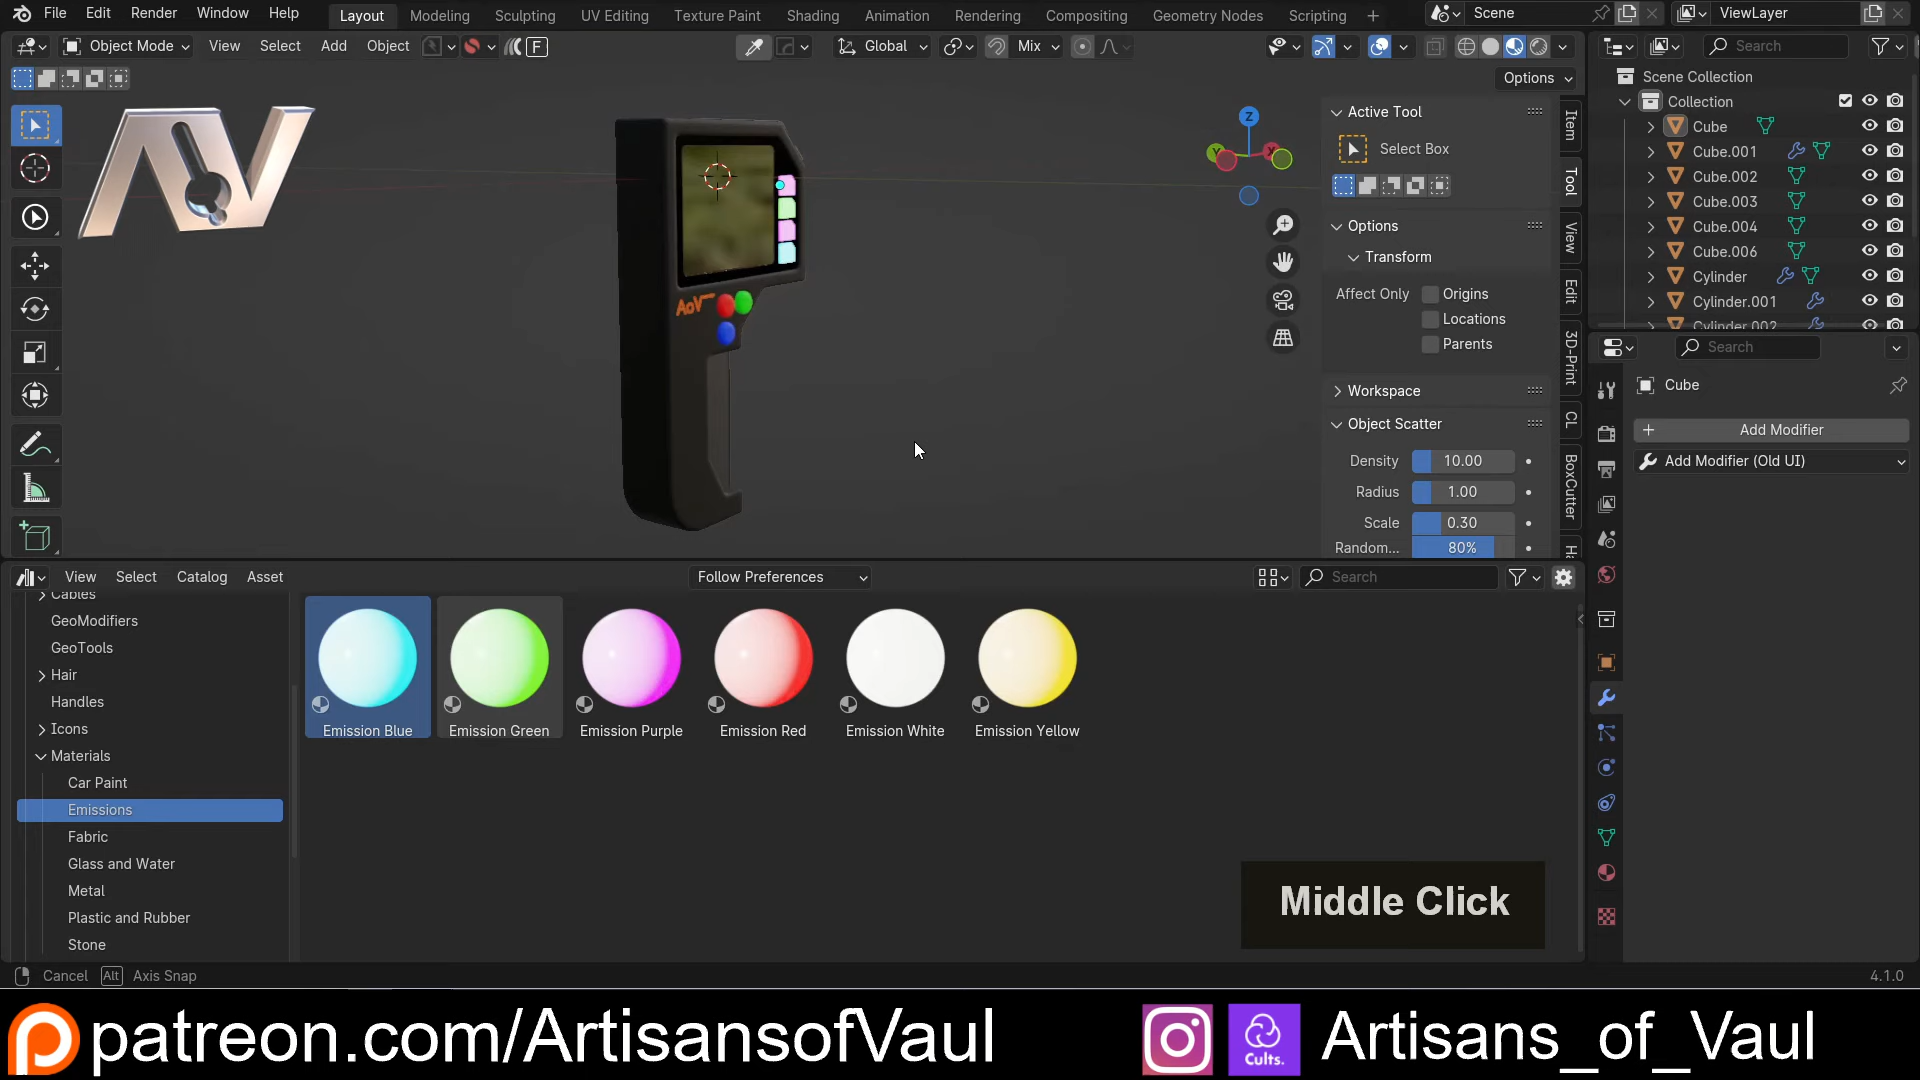 File Edit Render Window Help Layout Modeling Sculpting UV Editing Texture Paint Shading Animation Rendering Compositing Geometry Nodes Scripting + Scene ViewLayer
Object Mode View Select Add Object F Global Mix Search
Options
Scene Collection
Collection
Cube
Cube.001
Cube.002
Cube.003
Cube.004
Cube.006
Cylinder
Cylinder.001
Cylinder.002
AV
Z
AoV
Active Tool
Select Box
Options
Transform
Affect Only Origins
Locations
Parents
Workspace
Object Scatter
Density 10.00
Radius 1.00
Scale 0.30
Random... 80%
Item
Tool
View
Edit
3D-Print
CL
BoxCutter
Search
Cube
Add Modifier
Add Modifier (Old UI)
View Select Catalog Asset Follow Preferences Search
Cables
GeoModifiers
GeoTools
Hair
Handles
Icons
Materials
Car Paint
Emissions
Fabric
Glass and Water
Metal
Plastic and Rubber
Stone
Emission Blue Emission Green Emission Purple Emission Red Emission White Emission Yellow
Middle Click
Cancel Alt Axis Snap 4.1.0
patreon.com/ArtisansofVaul Cults. Artisans_of_Vaul